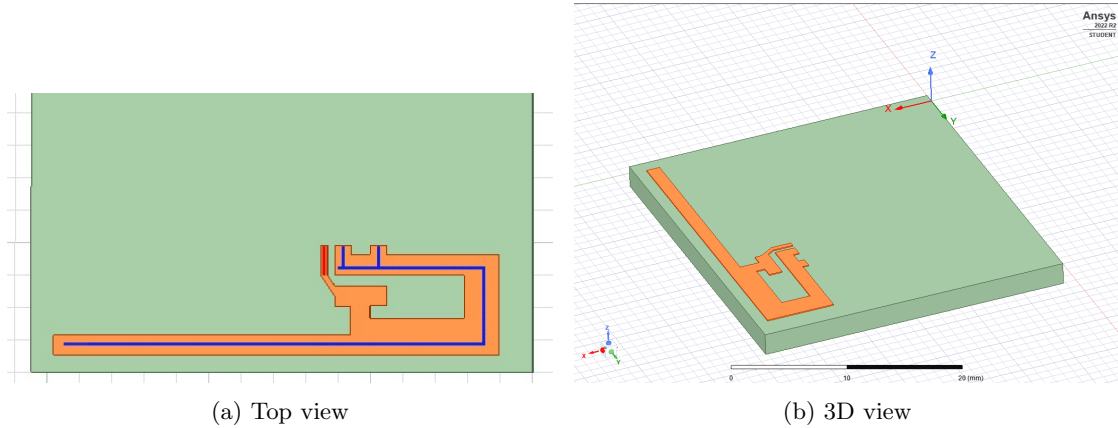 Ansys
2022 R2
STUDENT
Z
X
Y
Z
X
Y
0
10
20 (mm)
(a) Top view
(b) 3D view